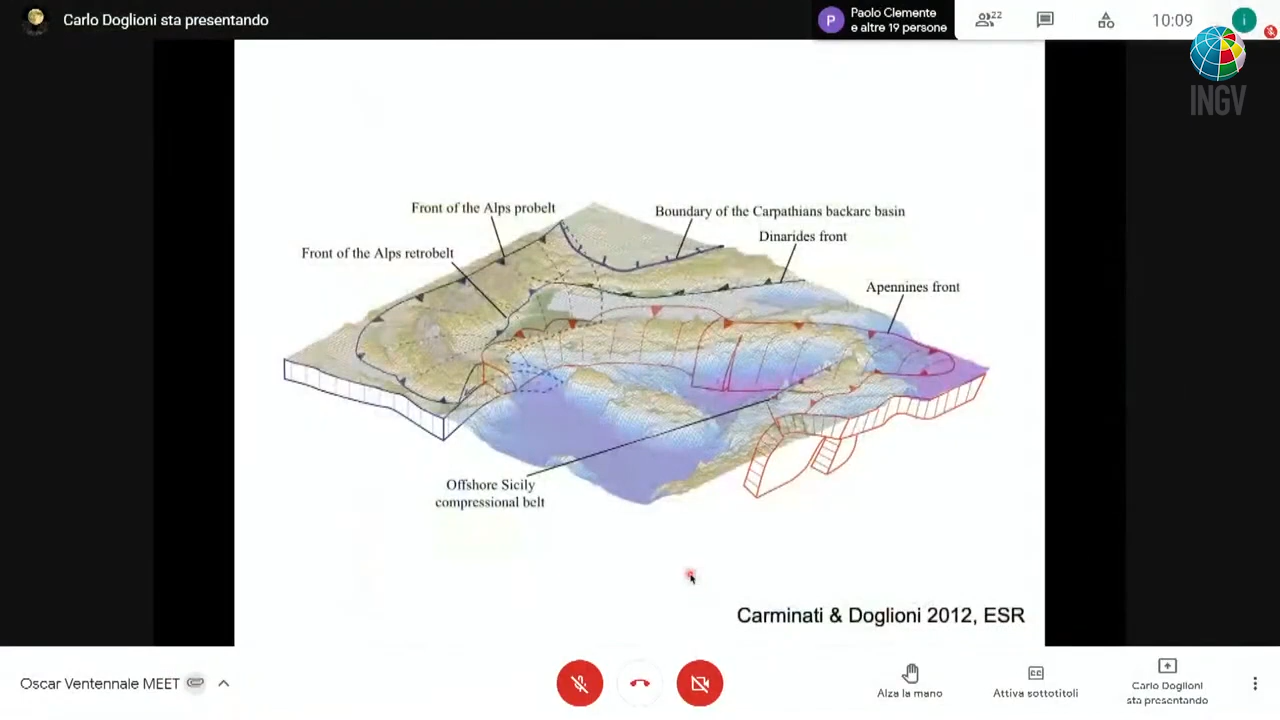 Carlo Doglioni sta presentando
P
Paolo Clemente
e altre 19 persone
22
10:09
i
INGV
Front of the Alps probelt
Boundary of the Carpathians backarc basin
Dinarides front
Front of the Alps retrobelt
Apennines front
Offshore Sicily
compressional belt
Carminati & Doglioni 2012, ESR
Oscar Ventennale MEET
Alza la mano
CC
Attiva sottotitoli
Carlo Doglioni
sta presentando